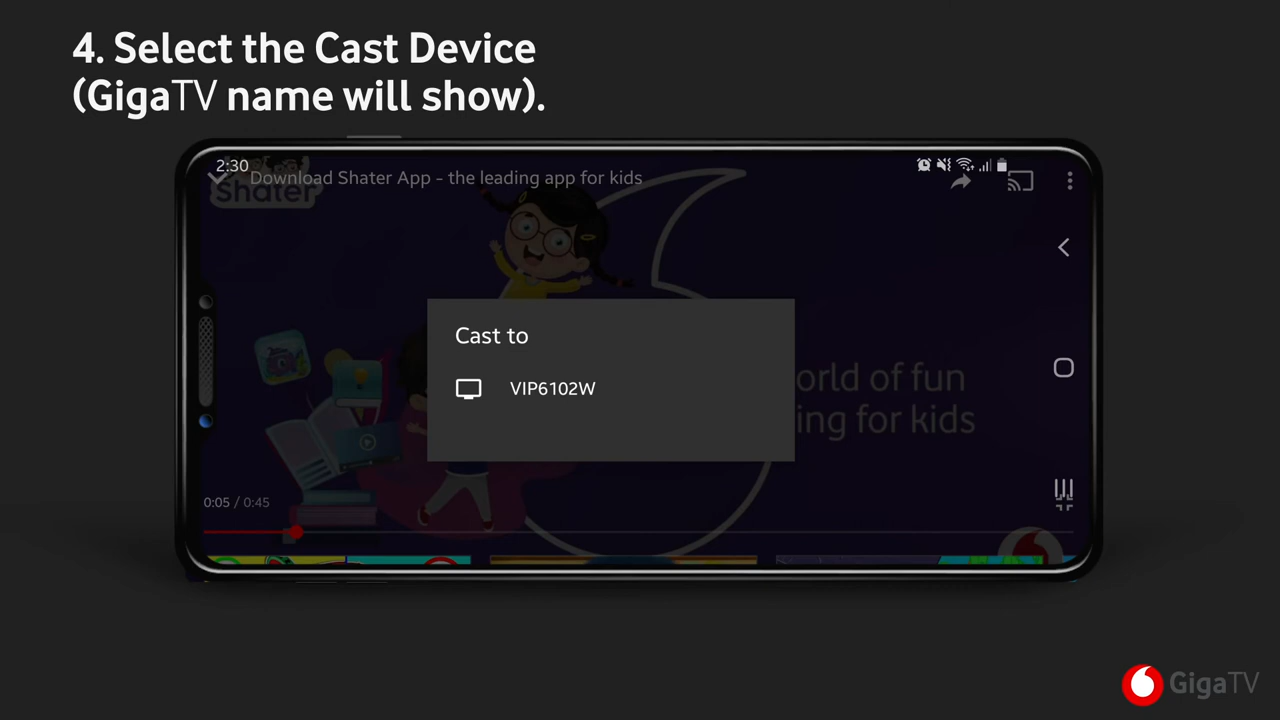 4. Select the Cast Device
(GigaTV name will show).
2:30
Download Shater App - the leading app for kids
Shater
Cast to
VIP6102W
orld of fun
ing for kids
0:05 / 0:45
GigaTV